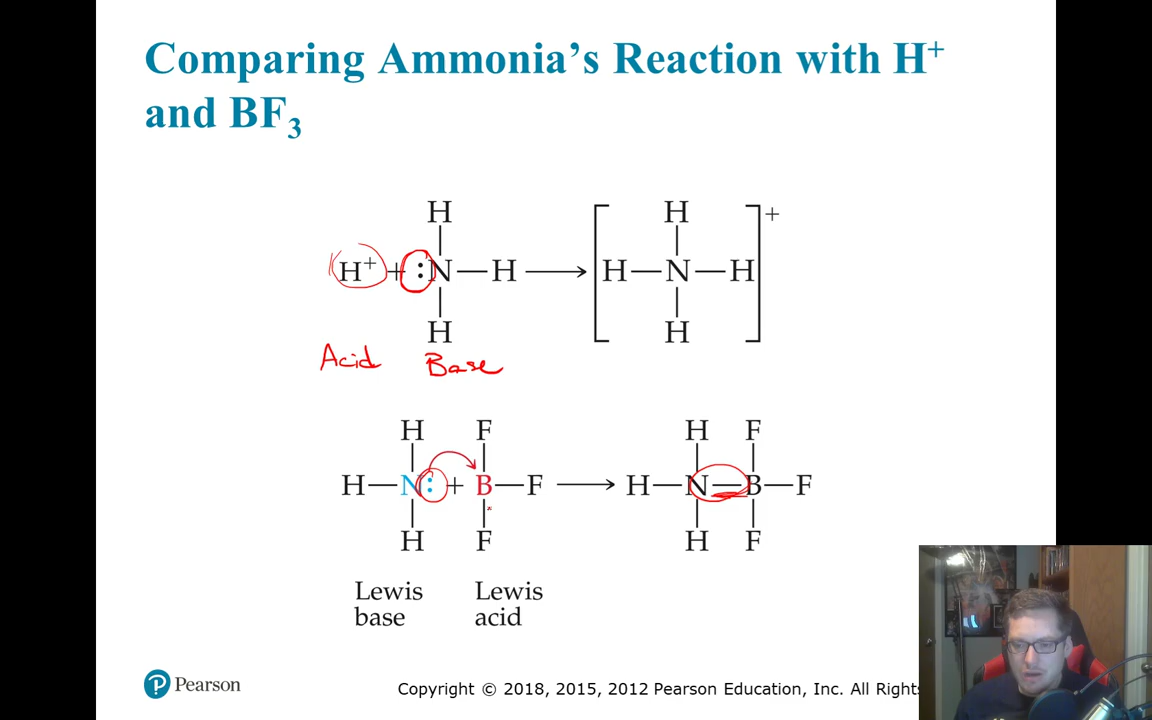 Comparing Ammonia's Reaction with H⁺
and BF₃
H H
H⁺ + :N—H → [H—N—H]⁺
H H
Acid Base
H F H F
H—N: + B—F → H—N—B—F
H F H F
Lewis Lewis
base acid
P Pearson
Copyright © 2018, 2015, 2012 Pearson Education, Inc. All Rights